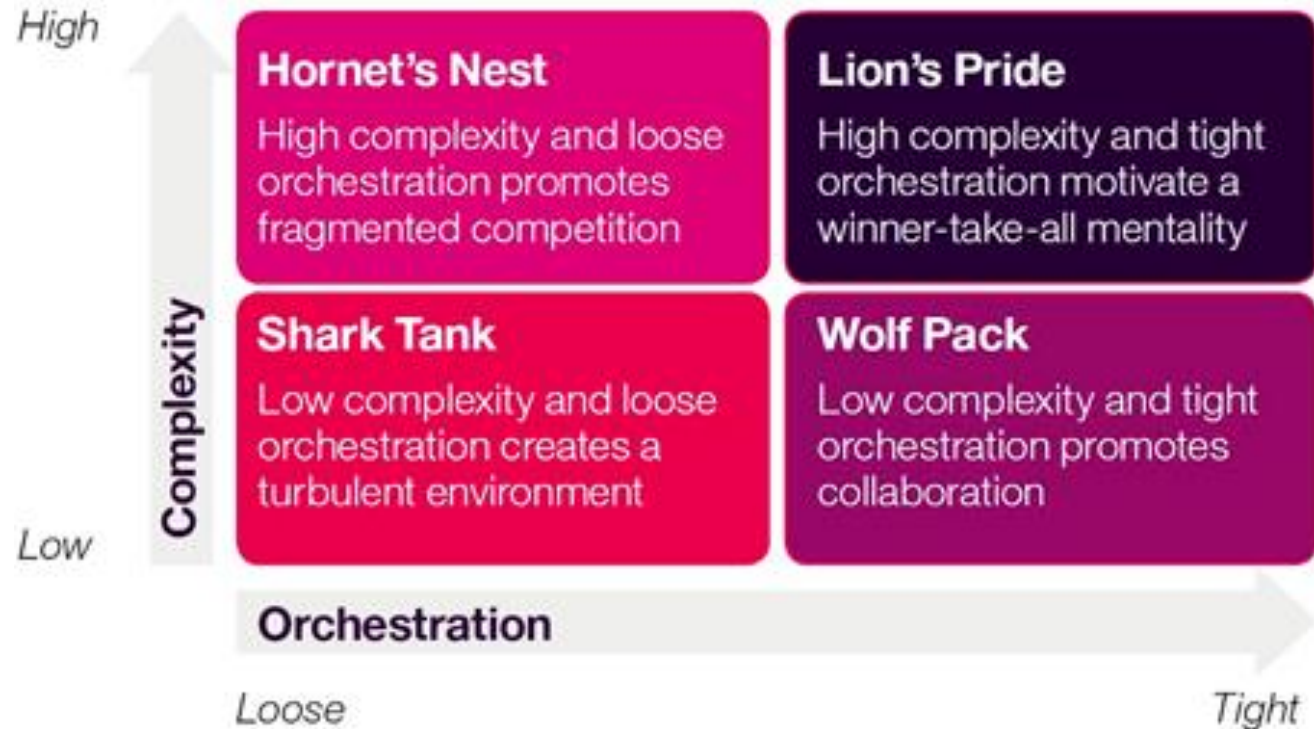 High
Hornet's Nest
High complexity and loose
orchestration promotes
fragmented competition
Lion's Pride
High complexity and tight
orchestration motivate a
winner-take-all mentality
Complexity
Shark Tank
Low complexity and loose
orchestration creates a
turbulent environment
Wolf Pack
Low complexity and tight
orchestration promotes
collaboration
Low
Orchestration
Loose
Tight